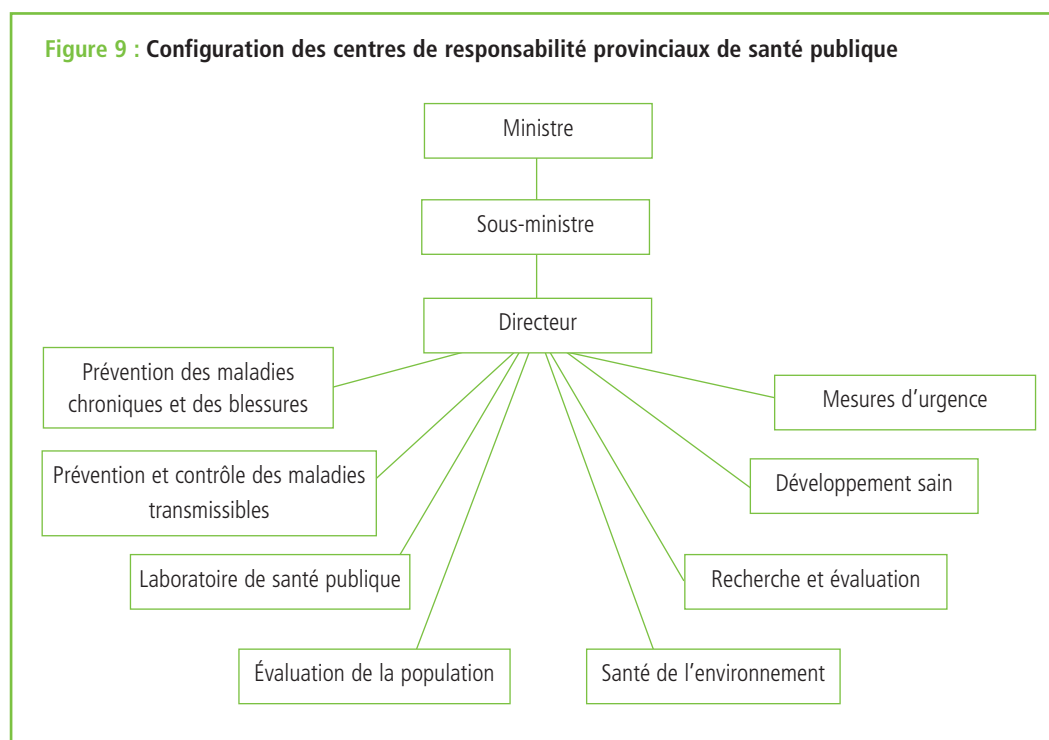 Figure 9 : Configuration des centres de responsabilité provinciaux de santé publique
Ministre
Sous-ministre
Directeur
Prévention des maladies
chroniques et des blessures
Mesures d’urgence
Prévention et contrôle des maladies
transmissibles
Développement sain
Laboratoire de santé publique
Recherche et évaluation
Évaluation de la population
Santé de l’environnement